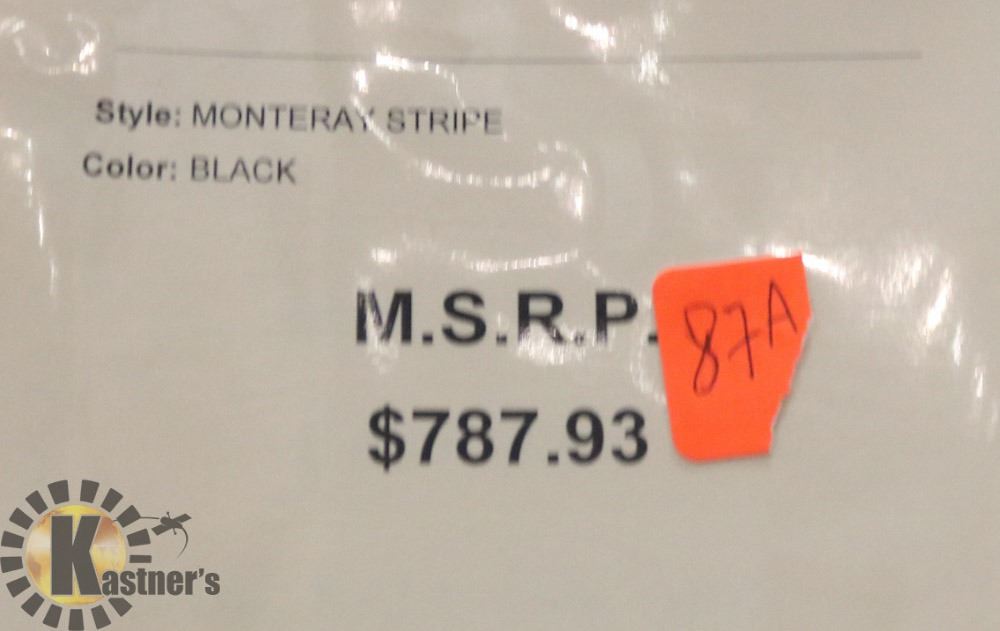 Style: MONTERAY STRIPE
Color: BLACK
M.S.R.P.
87A
$787.93
Kastner's